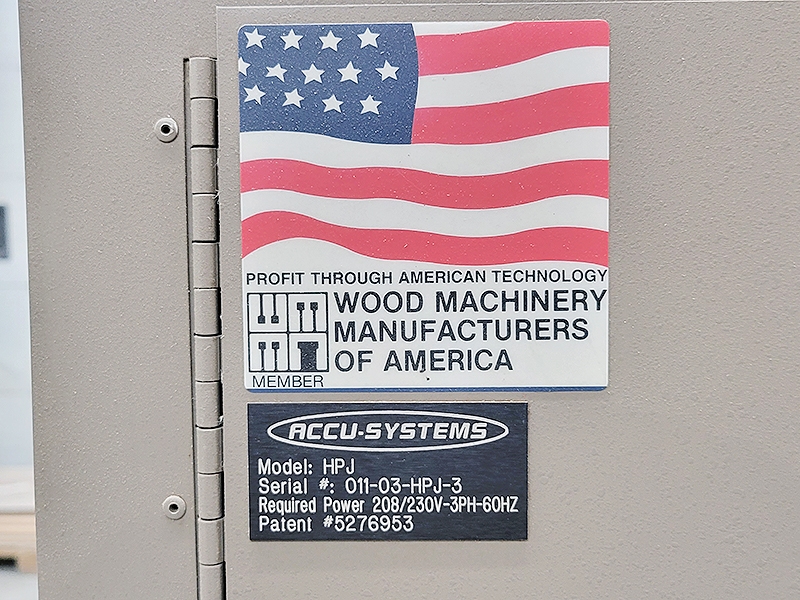 PROFIT THROUGH AMERICAN TECHNOLOGY
WOOD MACHINERY
MANUFACTURERS
OF AMERICA
MEMBER
ACCU-SYSTEMS
Model: HPJ
Serial #: 011-03-HPJ-3
Required Power 208/230V-3PH-60HZ
Patent #5276953